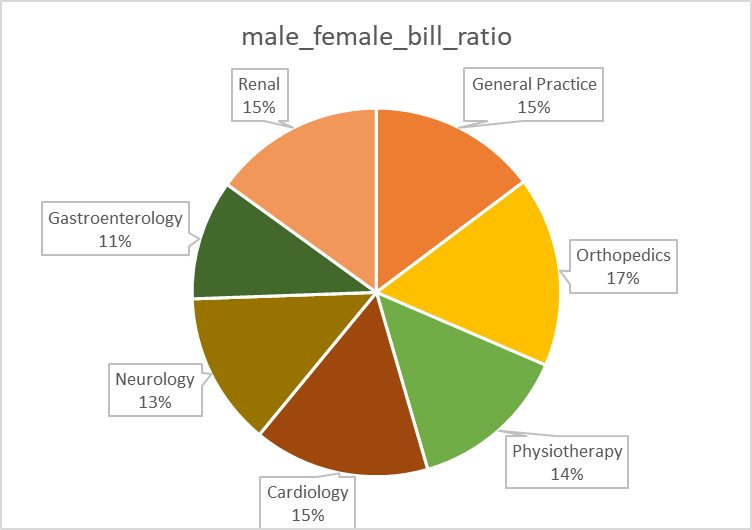 male_female_bill_ratio
General Practice
15%
Orthopedics
17%
Physiotherapy
14%
Cardiology
15%
Neurology
13%
Gastroenterology
11%
Renal
15%